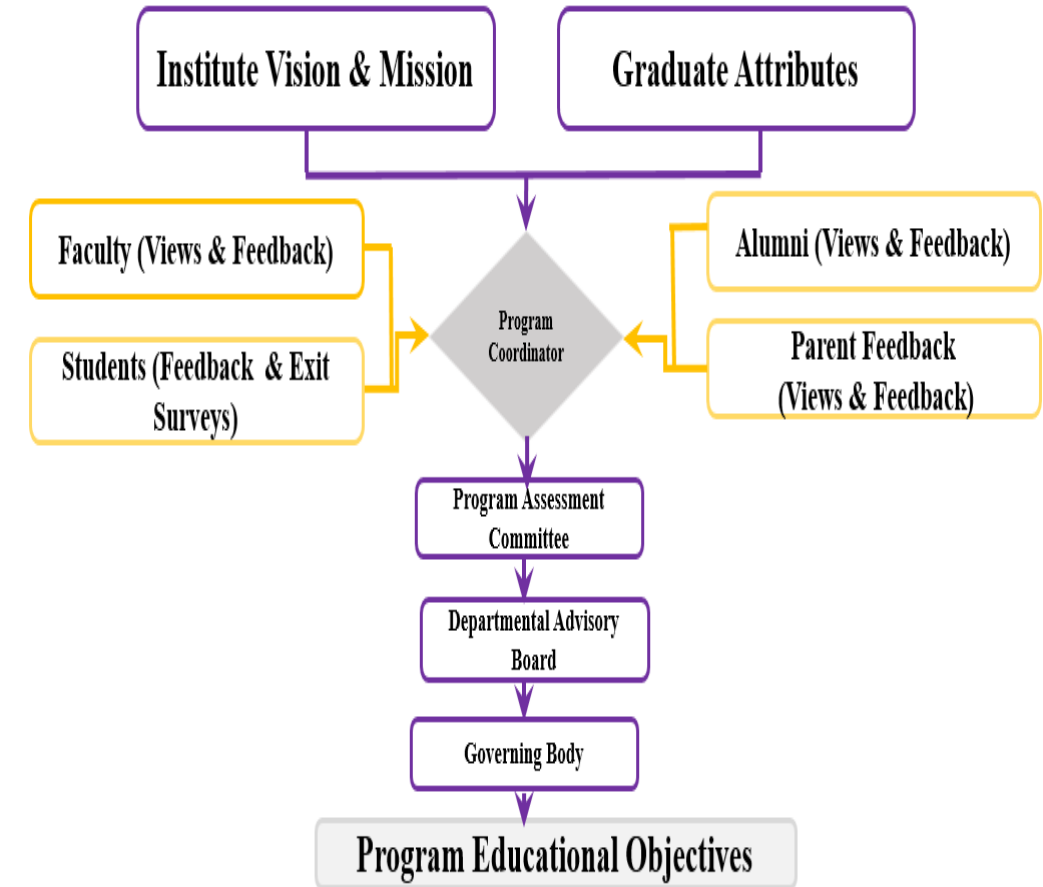 Institute Vision & Mission
Graduate Attributes
Faculty (Views & Feedback)
Alumni (Views & Feedback)
Students (Feedback & Exit
Surveys)
Program
Coordinator
Parent Feedback
(Views & Feedback)
Program Assessment
Committee
Departmental Advisory
Board
Governing Body
Program Educational Objectives